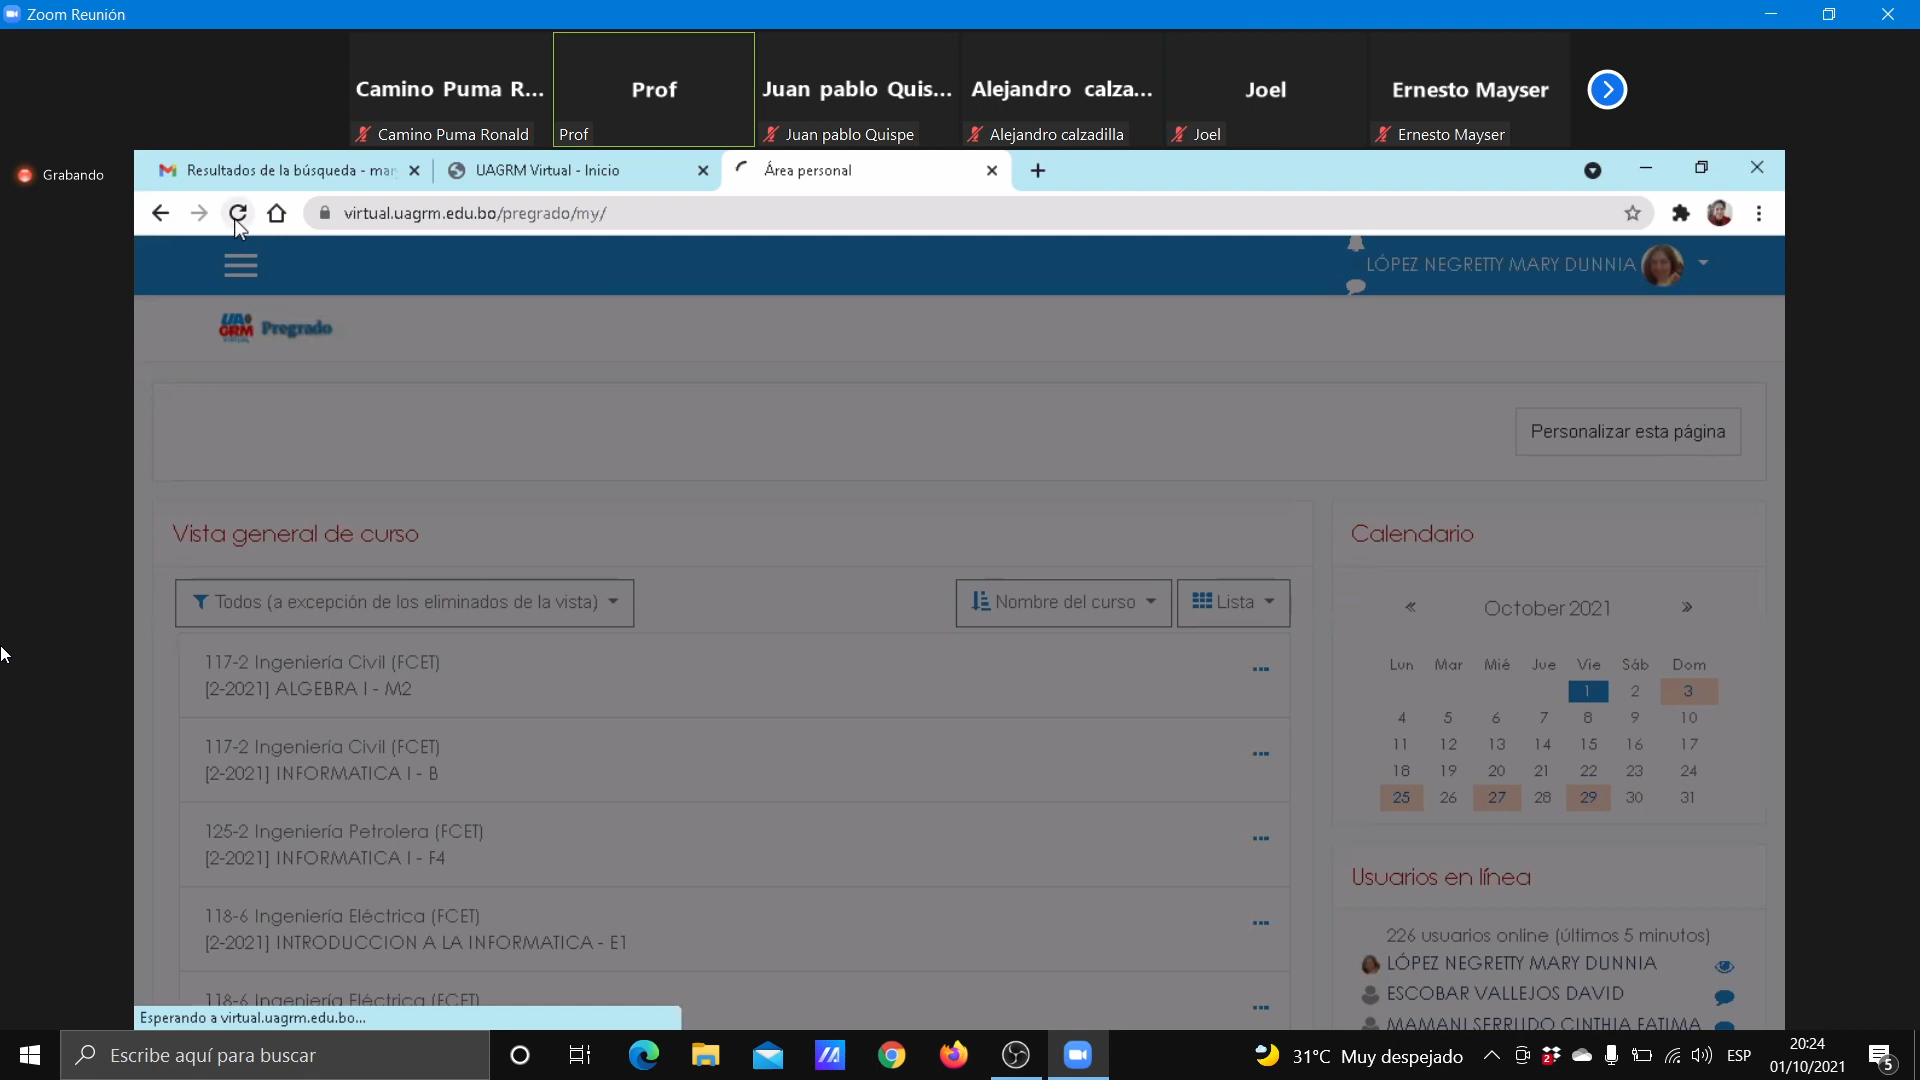 Zoom Reunión
Camino Puma R...
Prof
Juan pablo Quis...
Alejandro calza...
Joel
Ernesto Mayser
Camino Puma Ronald
Prof
Juan pablo Quispe
Alejandro calzadilla
Joel
Ernesto Mayser
Grabando
Resultados de la búsqueda - mar
UAGRM Virtual - Inicio
Área personal
virtual.uagrm.edu.bo/pregrado/my/
LÓPEZ NEGRETTY MARY DUNNIA
UAGRM VIRTUAL Pregrado
Personalizar esta página
Vista general de curso
Todos (a excepción de los eliminados de la vista)
Nombre del curso
Lista
117-2 Ingeniería Civil (FCET)
[2-2021] ALGEBRA I - M2
117-2 Ingeniería Civil (FCET)
[2-2021] INFORMATICA I - B
125-2 Ingeniería Petrolera (FCET)
[2-2021] INFORMATICA I - F4
118-6 Ingeniería Eléctrica (FCET)
[2-2021] INTRODUCCION A LA INFORMATICA - E1
118-6 Ingeniería Eléctrica (FCET)
Calendario
« October 2021 »
Lun Mar Mié Jue Vie Sáb Dom
1 2 3
4 5 6 7 8 9 10
11 12 13 14 15 16 17
18 19 20 21 22 23 24
25 26 27 28 29 30 31
Usuarios en línea
226 usuarios online (últimos 5 minutos)
LÓPEZ NEGRETTY MARY DUNNIA
ESCOBAR VALLEJOS DAVID
MAMANI SERRUDO CINTHIA FATIMA
Esperando a virtual.uagrm.edu.bo...
Escribe aquí para buscar
31°C Muy despejado
2
ESP
20:24
01/10/2021
5